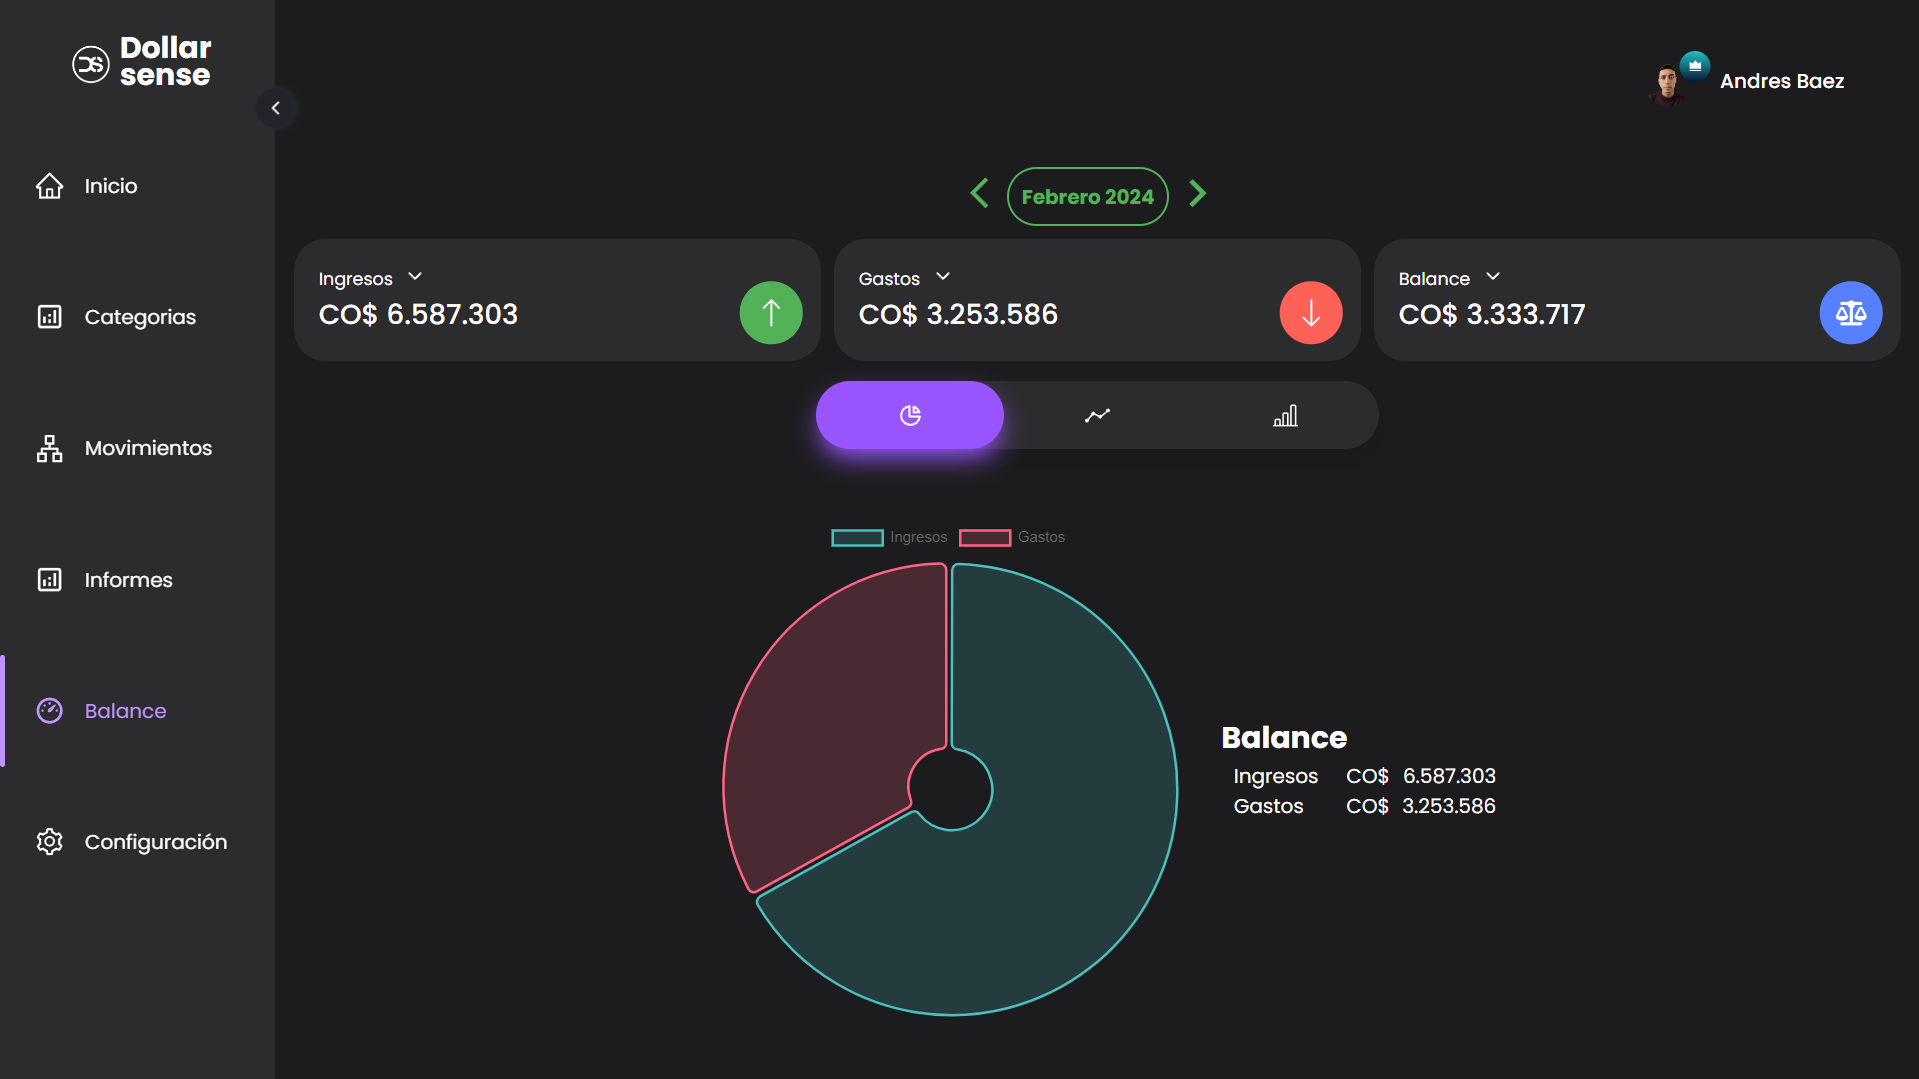 Dollar
sense
Andres Baez
Inicio
Categorias
Movimientos
Informes
Balance
Configuración
Febrero 2024
Ingresos
CO$ 6.587.303
Gastos
CO$ 3.253.586
Balance
CO$ 3.333.717
Ingresos Gastos
Balance
Ingresos CO$ 6.587.303
Gastos CO$ 3.253.586